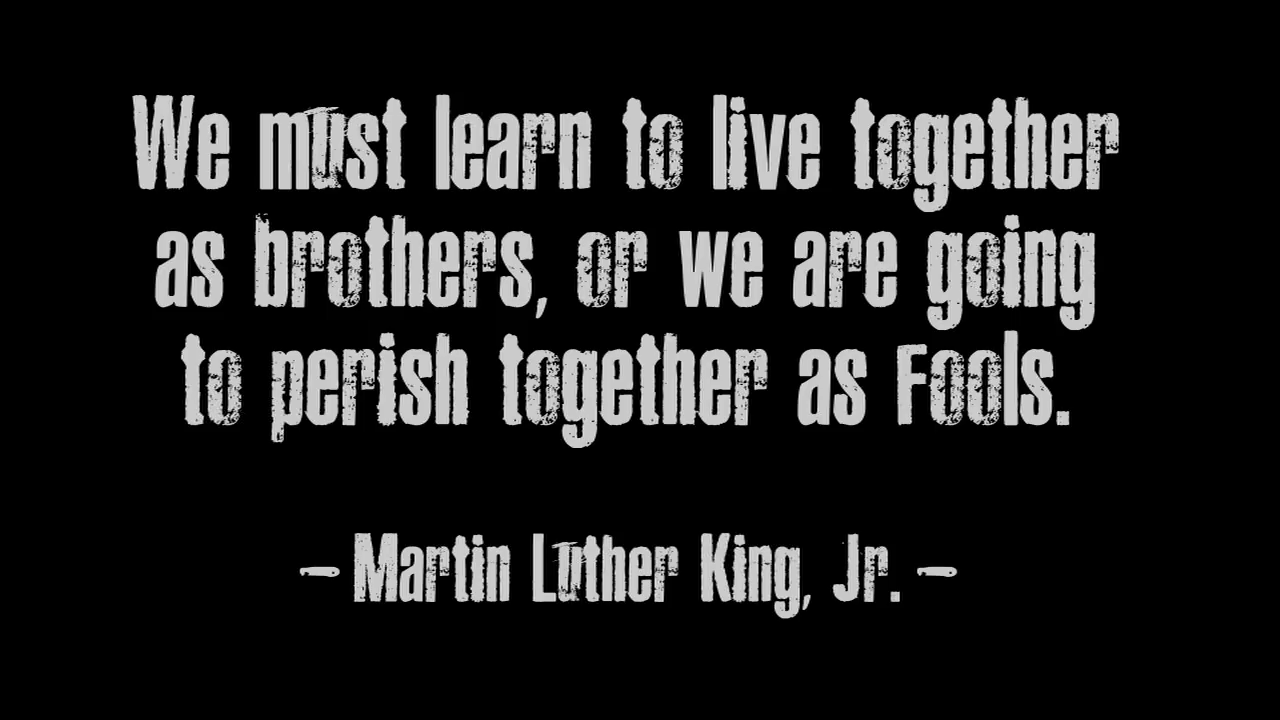 We must learn to live together
as brothers, or we are going
to perish together as Fools.
– Martin Luther King, Jr. –